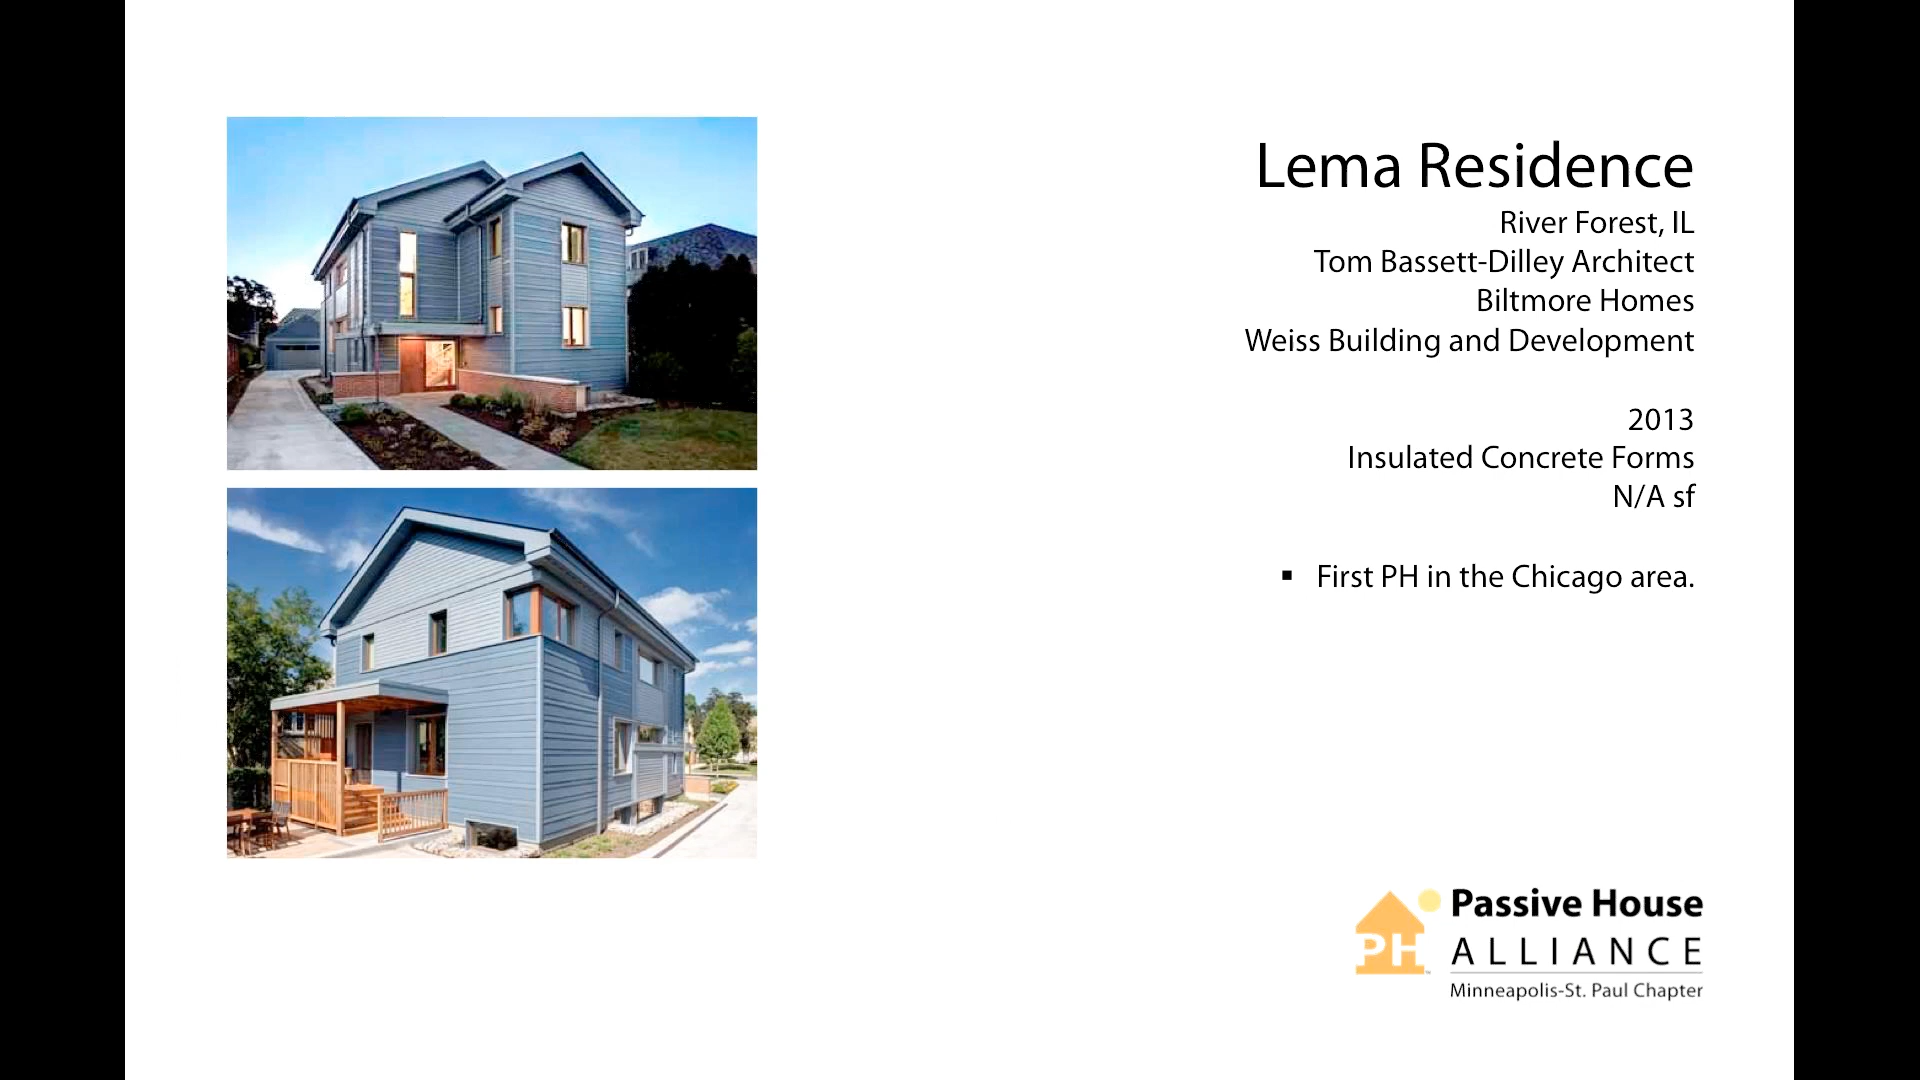 Lema Residence
River Forest, IL
Tom Bassett-Dilley Architect
Biltmore Homes
Weiss Building and Development
2013
Insulated Concrete Forms
N/A sf
▪ First PH in the Chicago area.
PH
Passive House
ALLIANCE
Minneapolis-St. Paul Chapter